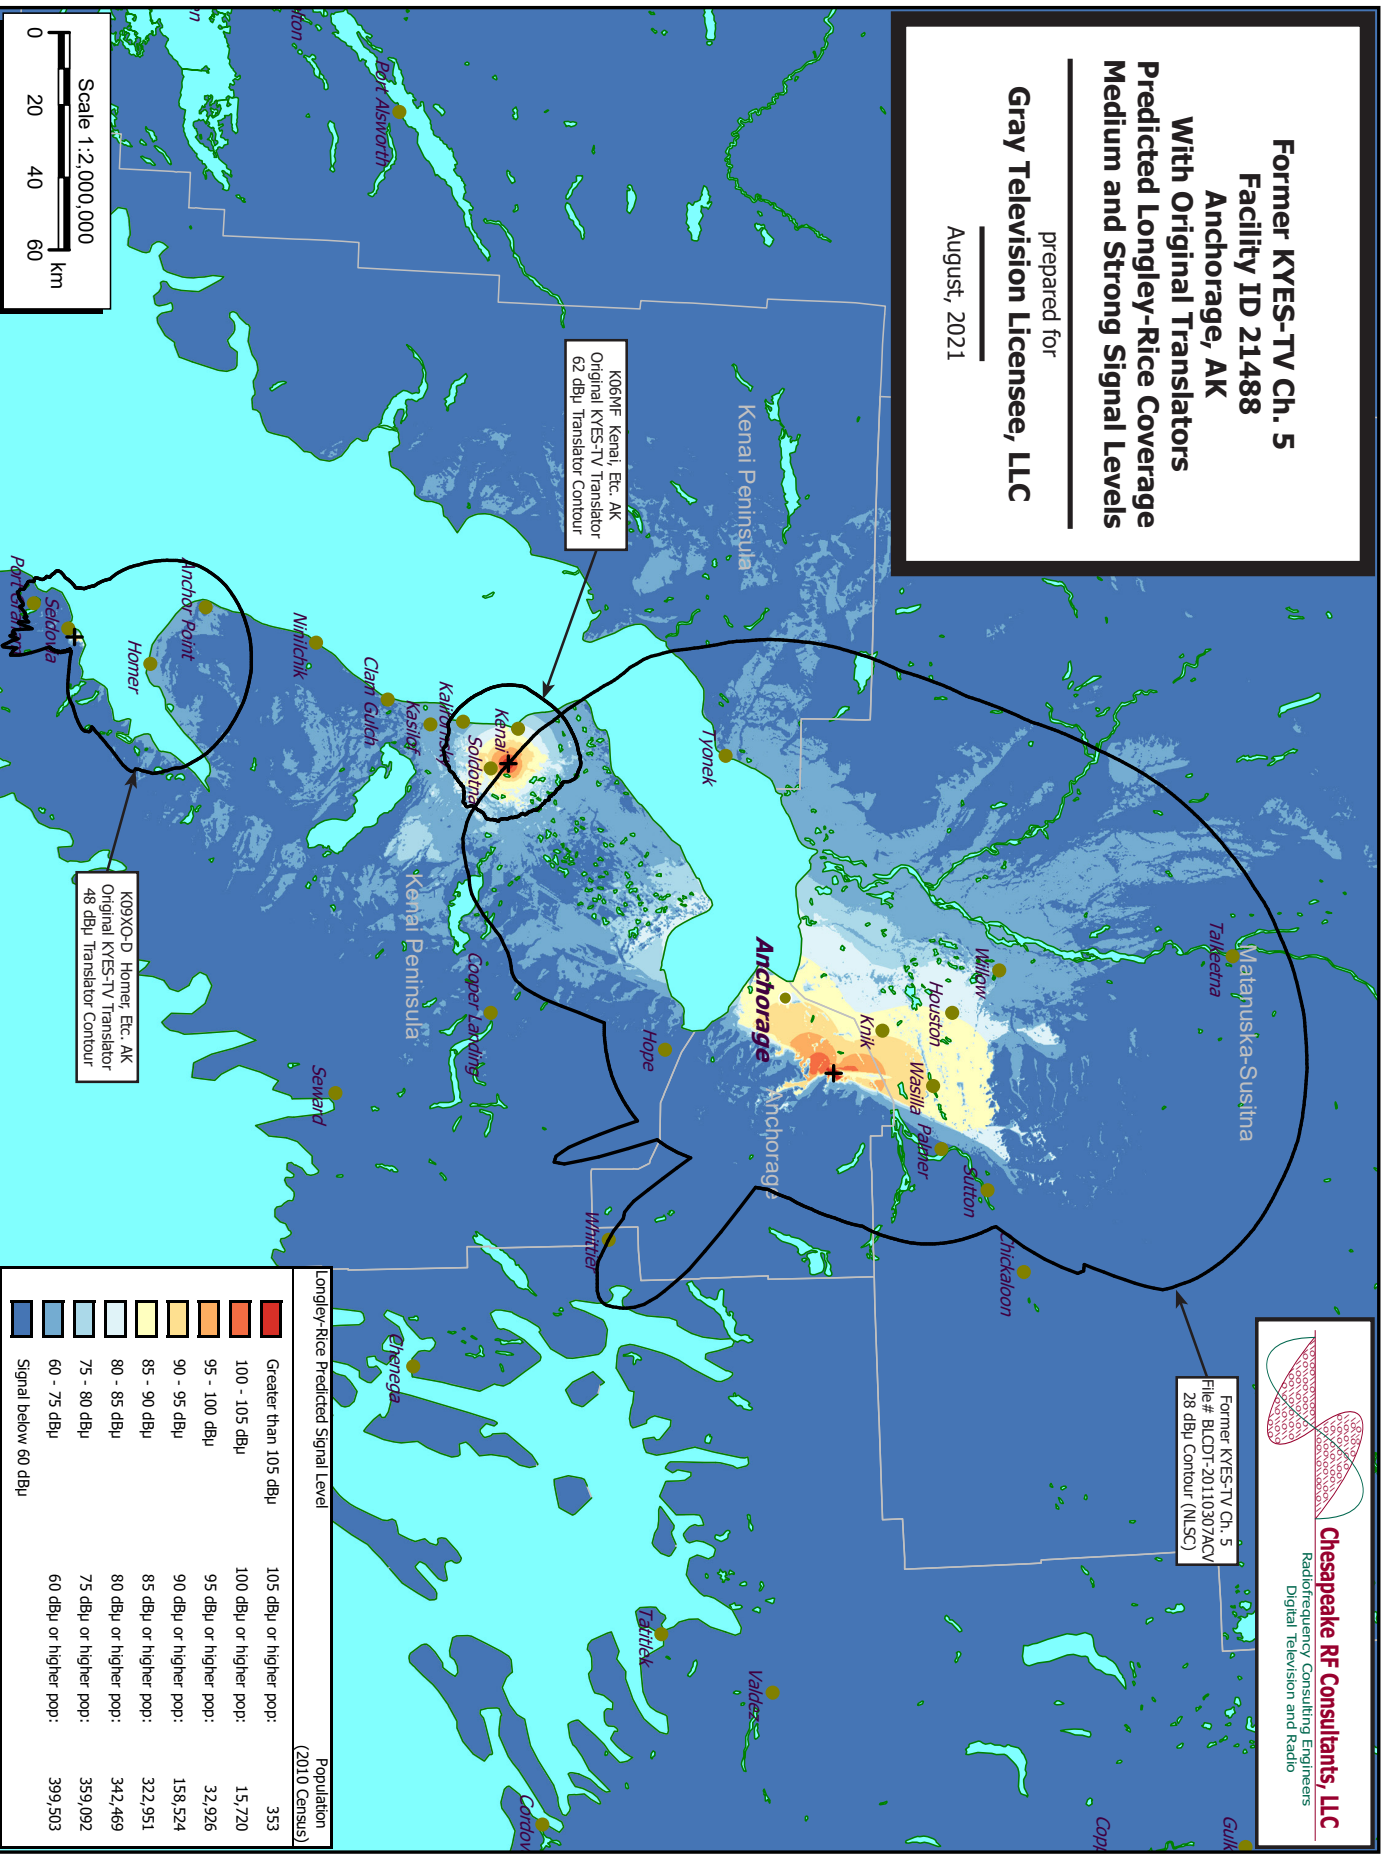 Former KYES-TV Ch. 5
Facility ID 21488
Anchorage, AK
With Original Translators
Predicted Longley-Rice Coverage
Medium and Strong Signal Levels
prepared for
Gray Television Licensee, LLC
August, 2021
Chesapeake RF Consultants, LLC
Radiofrequency Consulting Engineers
Digital Television and Radio
Former KYES-TV Ch. 5
File# BLCDT-20110307ACV
28 dBµ Contour (NLSC)
K06MF Kenai, Etc. AK
Original KYES-TV Translator
62 dBµ Translator Contour
K09XO-D Homer, Etc. AK
Original KYES-TV Translator
48 dBµ Translator Contour
Matanuska-Susitna
Talkeetna
Willow
Houston
Knik
Wasilla
Palmer
Sutton
Chickaloon
Anchorage
Anchorage
Kenai Peninsula
Tyonek
Port Alsworth
Hope
Whittier
Kenai
Soldotna
Kalifornsky
Kasilof
Clam Gulch
Ninilchik
Anchor Point
Homer
Seldovia
Port Graham
Kenai Peninsula
Cooper Landing
Seward
Chenega
Tatitlek
Valdez
Cordov
Copp
Gulk
lton
en
Scale 1:2,000,000
0 20 40 60
km
Longley-Rice Predicted Signal Level
Population
(2010 Census)
Greater than 105 dBµ 105 dBµ or higher pop: 353
100 - 105 dBµ 100 dBµ or higher pop: 15,720
95 - 100 dBµ 95 dBµ or higher pop: 32,926
90 - 95 dBµ 90 dBµ or higher pop: 158,524
85 - 90 dBµ 85 dBµ or higher pop: 322,951
80 - 85 dBµ 80 dBµ or higher pop: 342,469
75 - 80 dBµ 75 dBµ or higher pop: 359,092
60 - 75 dBµ 60 dBµ or higher pop: 399,503
Signal below 60 dBµ